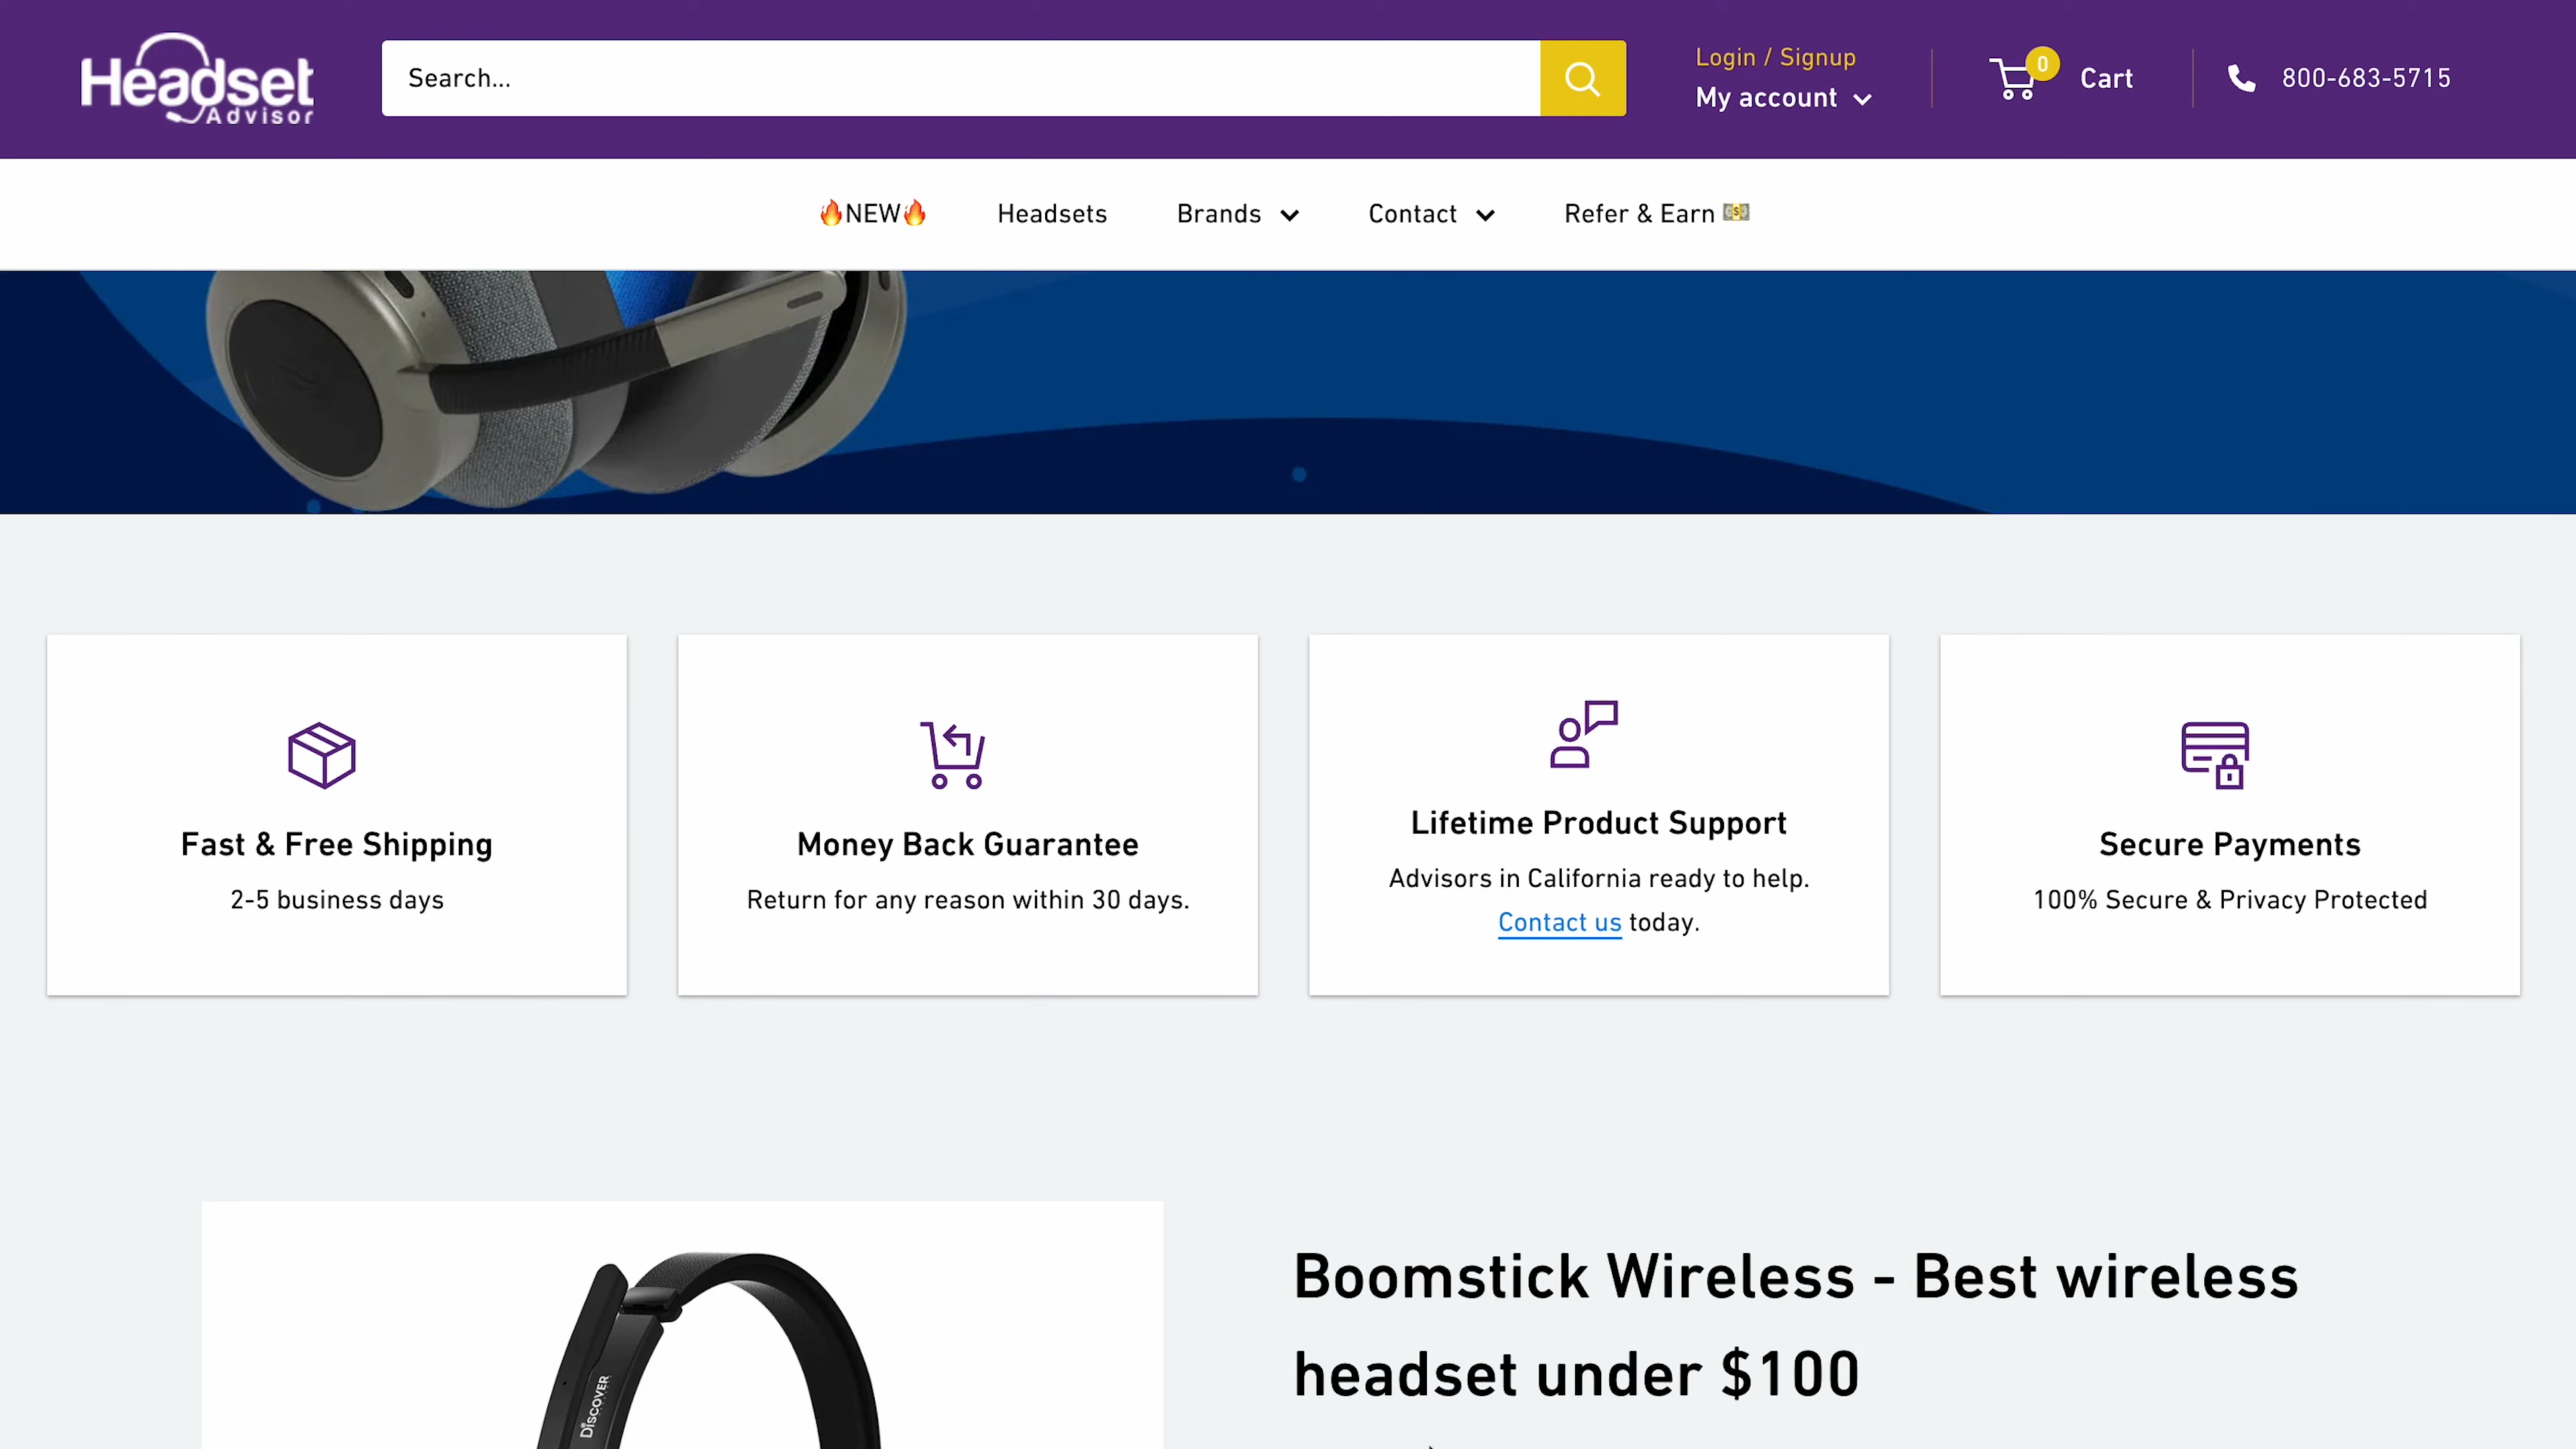 Headset
Advisor
Search...
Login / Signup
My account
0
Cart
800-683-5715
🔥NEW🔥
Headsets
Brands
Contact
Refer & Earn 💵
Fast & Free Shipping
2-5 business days
Money Back Guarantee
Return for any reason within 30 days.
Lifetime Product Support
Advisors in California ready to help.
Contact us today.
Secure Payments
100% Secure & Privacy Protected
DISCOVER
Boomstick Wireless - Best wireless
headset under $100